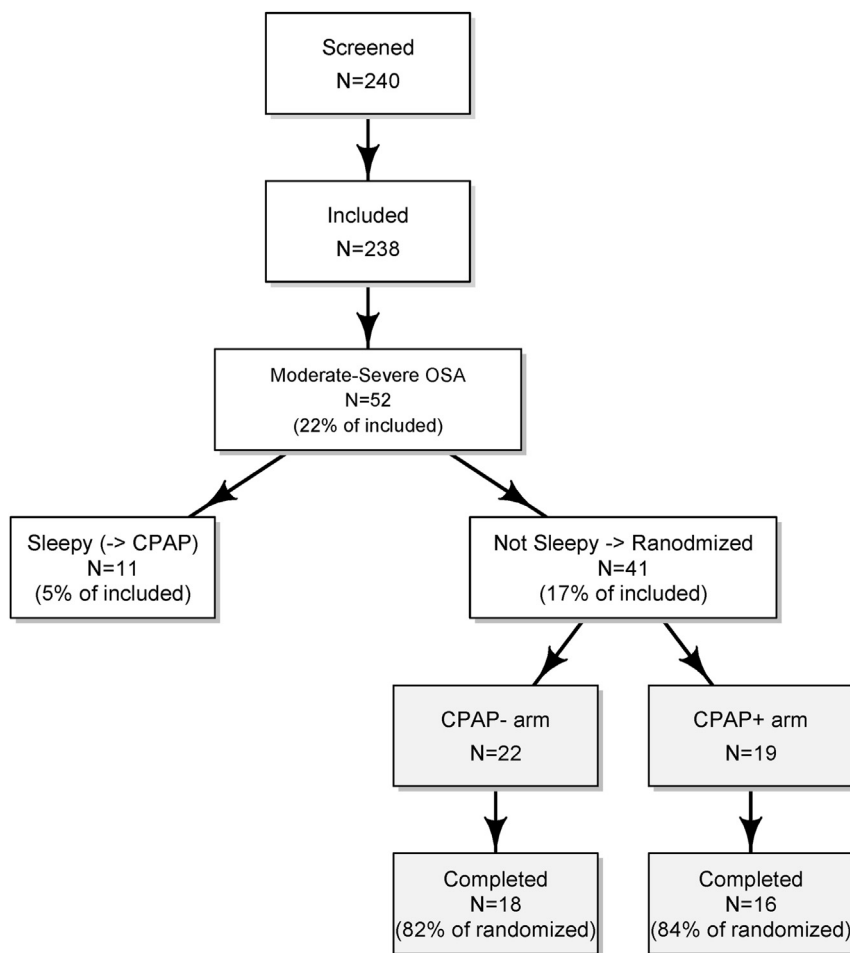 Screened
N=240
Included
N=238
Moderate-Severe OSA
N=52
(22% of included)
Sleepy (-> CPAP)
N=11
(5% of included)
Not Sleepy -> Ranodmized
N=41
(17% of included)
CPAP- arm
N=22
CPAP+ arm
N=19
Completed
N=18
(82% of randomized)
Completed
N=16
(84% of randomized)